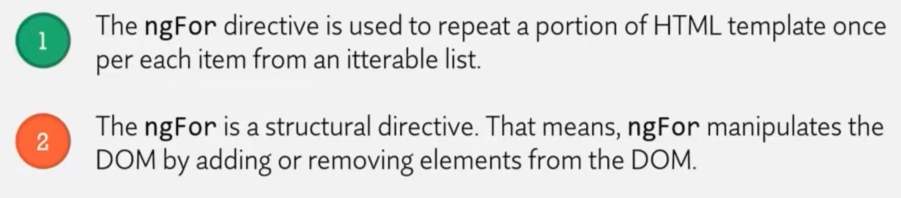 1
The ngFor directive is used to repeat a portion of HTML template once
per each item from an itterable list.
2
The ngFor is a structural directive. That means, ngFor manipulates the
DOM by adding or removing elements from the DOM.